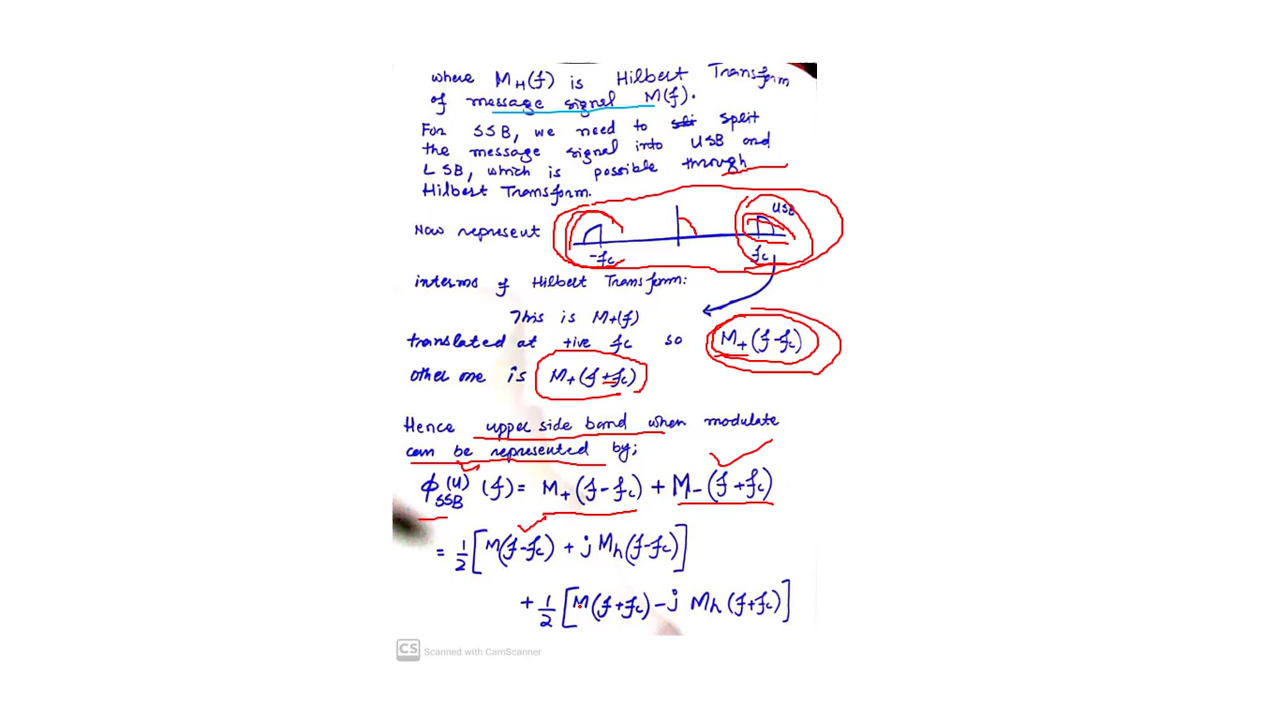 where M_H(f) is Hilbert Transform
of message signal M(f).
For SSB, we need to split
the message signal into USB and
LSB, which is possible through
Hilbert Transform.
USB
Now represent
-fc fc
interms of Hilbert Transform:
This is M+(f)
translated at +ive fc so M+(f-fc)
other one is M+(f+fc)
Hence upper side band when modulate
can be represented by;
φ_SSB^(U) (f) = M+(f-fc) + M-(f+fc)
= 1/2 [M(f-fc) + j Mh(f-fc)]
+ 1/2 [M(f+fc) - j Mh(f+fc)]
CS Scanned with CamScanner